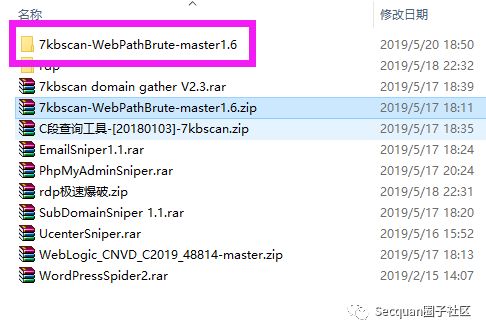 名称 修改日期
7kbscan-WebPathBrute-master1.6 2019/5/20 18:50
rdp 2019/5/18 22:32
7kbscan domain gather V2.3.rar 2019/5/17 18:39
7kbscan-WebPathBrute-master1.6.zip 2019/5/17 18:11
C段查询工具-[20180103]-7kbscan.zip 2019/5/17 18:35
EmailSniper1.1.rar 2019/5/17 18:14
PhpMyAdminSniper.rar 2019/5/17 20:24
rdp极速爆破.zip 2019/5/18 22:31
SubDomainSniper 1.1.rar 2019/5/17 18:20
UcenterSniper.rar 2019/5/17 15:52
WebLogic_CNVD_C2019_48814-master.zip 2019/5/17 18:10
WordPressSpider2.rar 2019/2/15 14:07
Secquan圈子社区